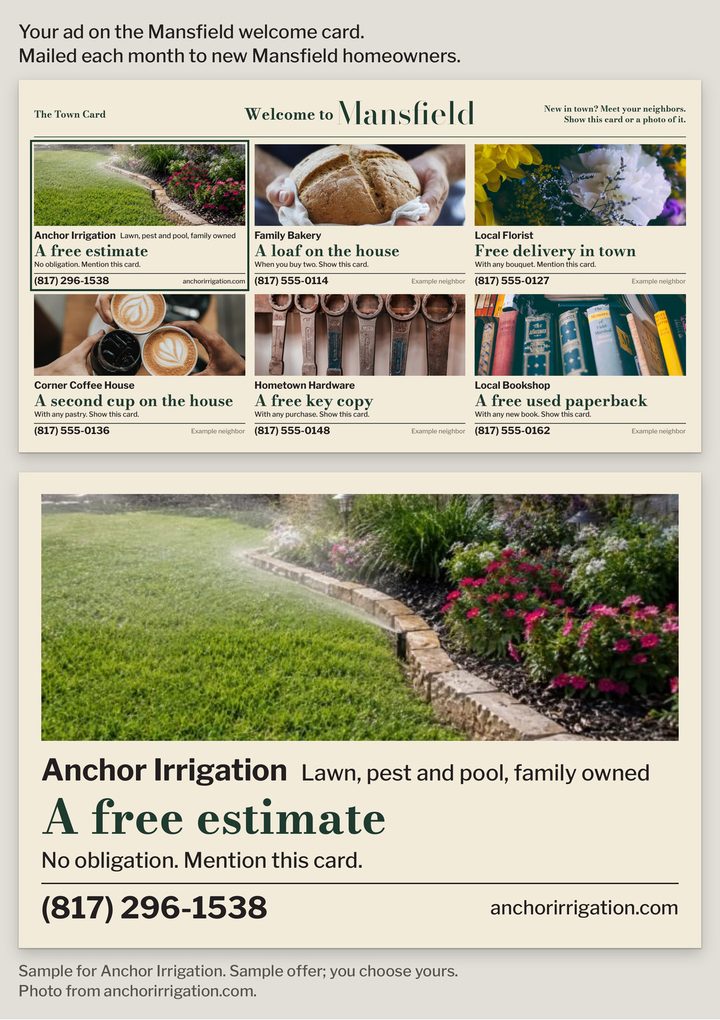 Your ad on the Mansfield welcome card.
Mailed each month to new Mansfield homeowners.
The Town Card
Welcome to Mansfield
New in town? Meet your neighbors.
Show this card or a photo of it.
Anchor Irrigation Lawn, pest and pool, family owned
A free estimate
No obligation. Mention this card.
(817) 296-1538 anchorirrigation.com
Family Bakery
A loaf on the house
When you buy two. Show this card.
(817) 555-0114 Example neighbor
Local Florist
Free delivery in town
With any bouquet. Mention this card.
(817) 555-0127 Example neighbor
Corner Coffee House
A second cup on the house
With any pastry. Show this card.
(817) 555-0136 Example neighbor
Hometown Hardware
A free key copy
With any purchase. Show this card.
(817) 555-0148 Example neighbor
Local Bookshop
A free used paperback
With any new book. Show this card.
(817) 555-0162 Example neighbor
Anchor Irrigation Lawn, pest and pool, family owned
A free estimate
No obligation. Mention this card.
(817) 296-1538 anchorirrigation.com
Sample for Anchor Irrigation. Sample offer; you choose yours.
Photo from anchorirrigation.com.